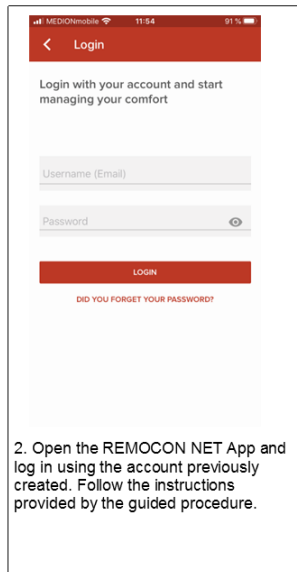 MEDIONmobile 11:54 91 %
Login
Login with your account and start
managing your comfort
Username (Email)
Password
LOGIN
DID YOU FORGET YOUR PASSWORD?
2. Open the REMOCON NET App and
log in using the account previously
created. Follow the instructions
provided by the guided procedure.